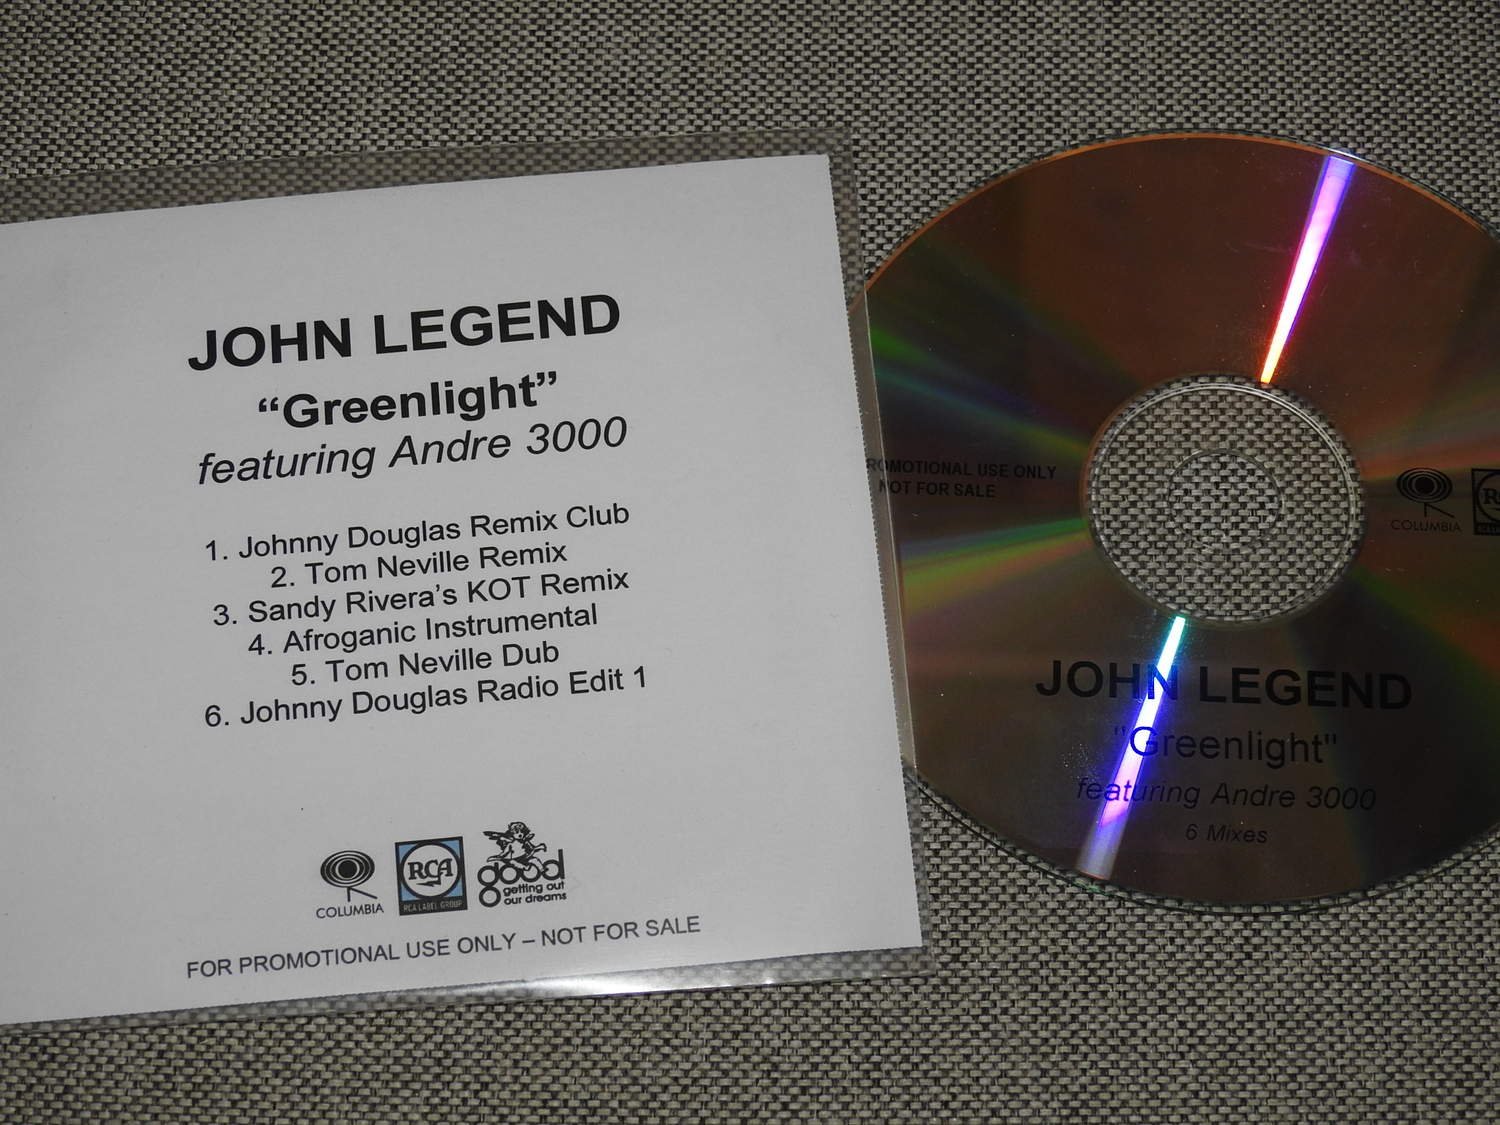 JOHN LEGEND
“Greenlight”
featuring Andre 3000
1. Johnny Douglas Remix Club
2. Tom Neville Remix
3. Sandy Rivera’s KOT Remix
4. Afroganic Instrumental
5. Tom Neville Dub
6. Johnny Douglas Radio Edit 1
COLUMBIA
RCA
RCA LABEL GROUP
good
getting out
our dreams
FOR PROMOTIONAL USE ONLY – NOT FOR SALE
PROMOTIONAL USE ONLY
NOT FOR SALE
COLUMBIA
JOHN LEGEND
"Greenlight"
featuring Andre 3000
6 Mixes